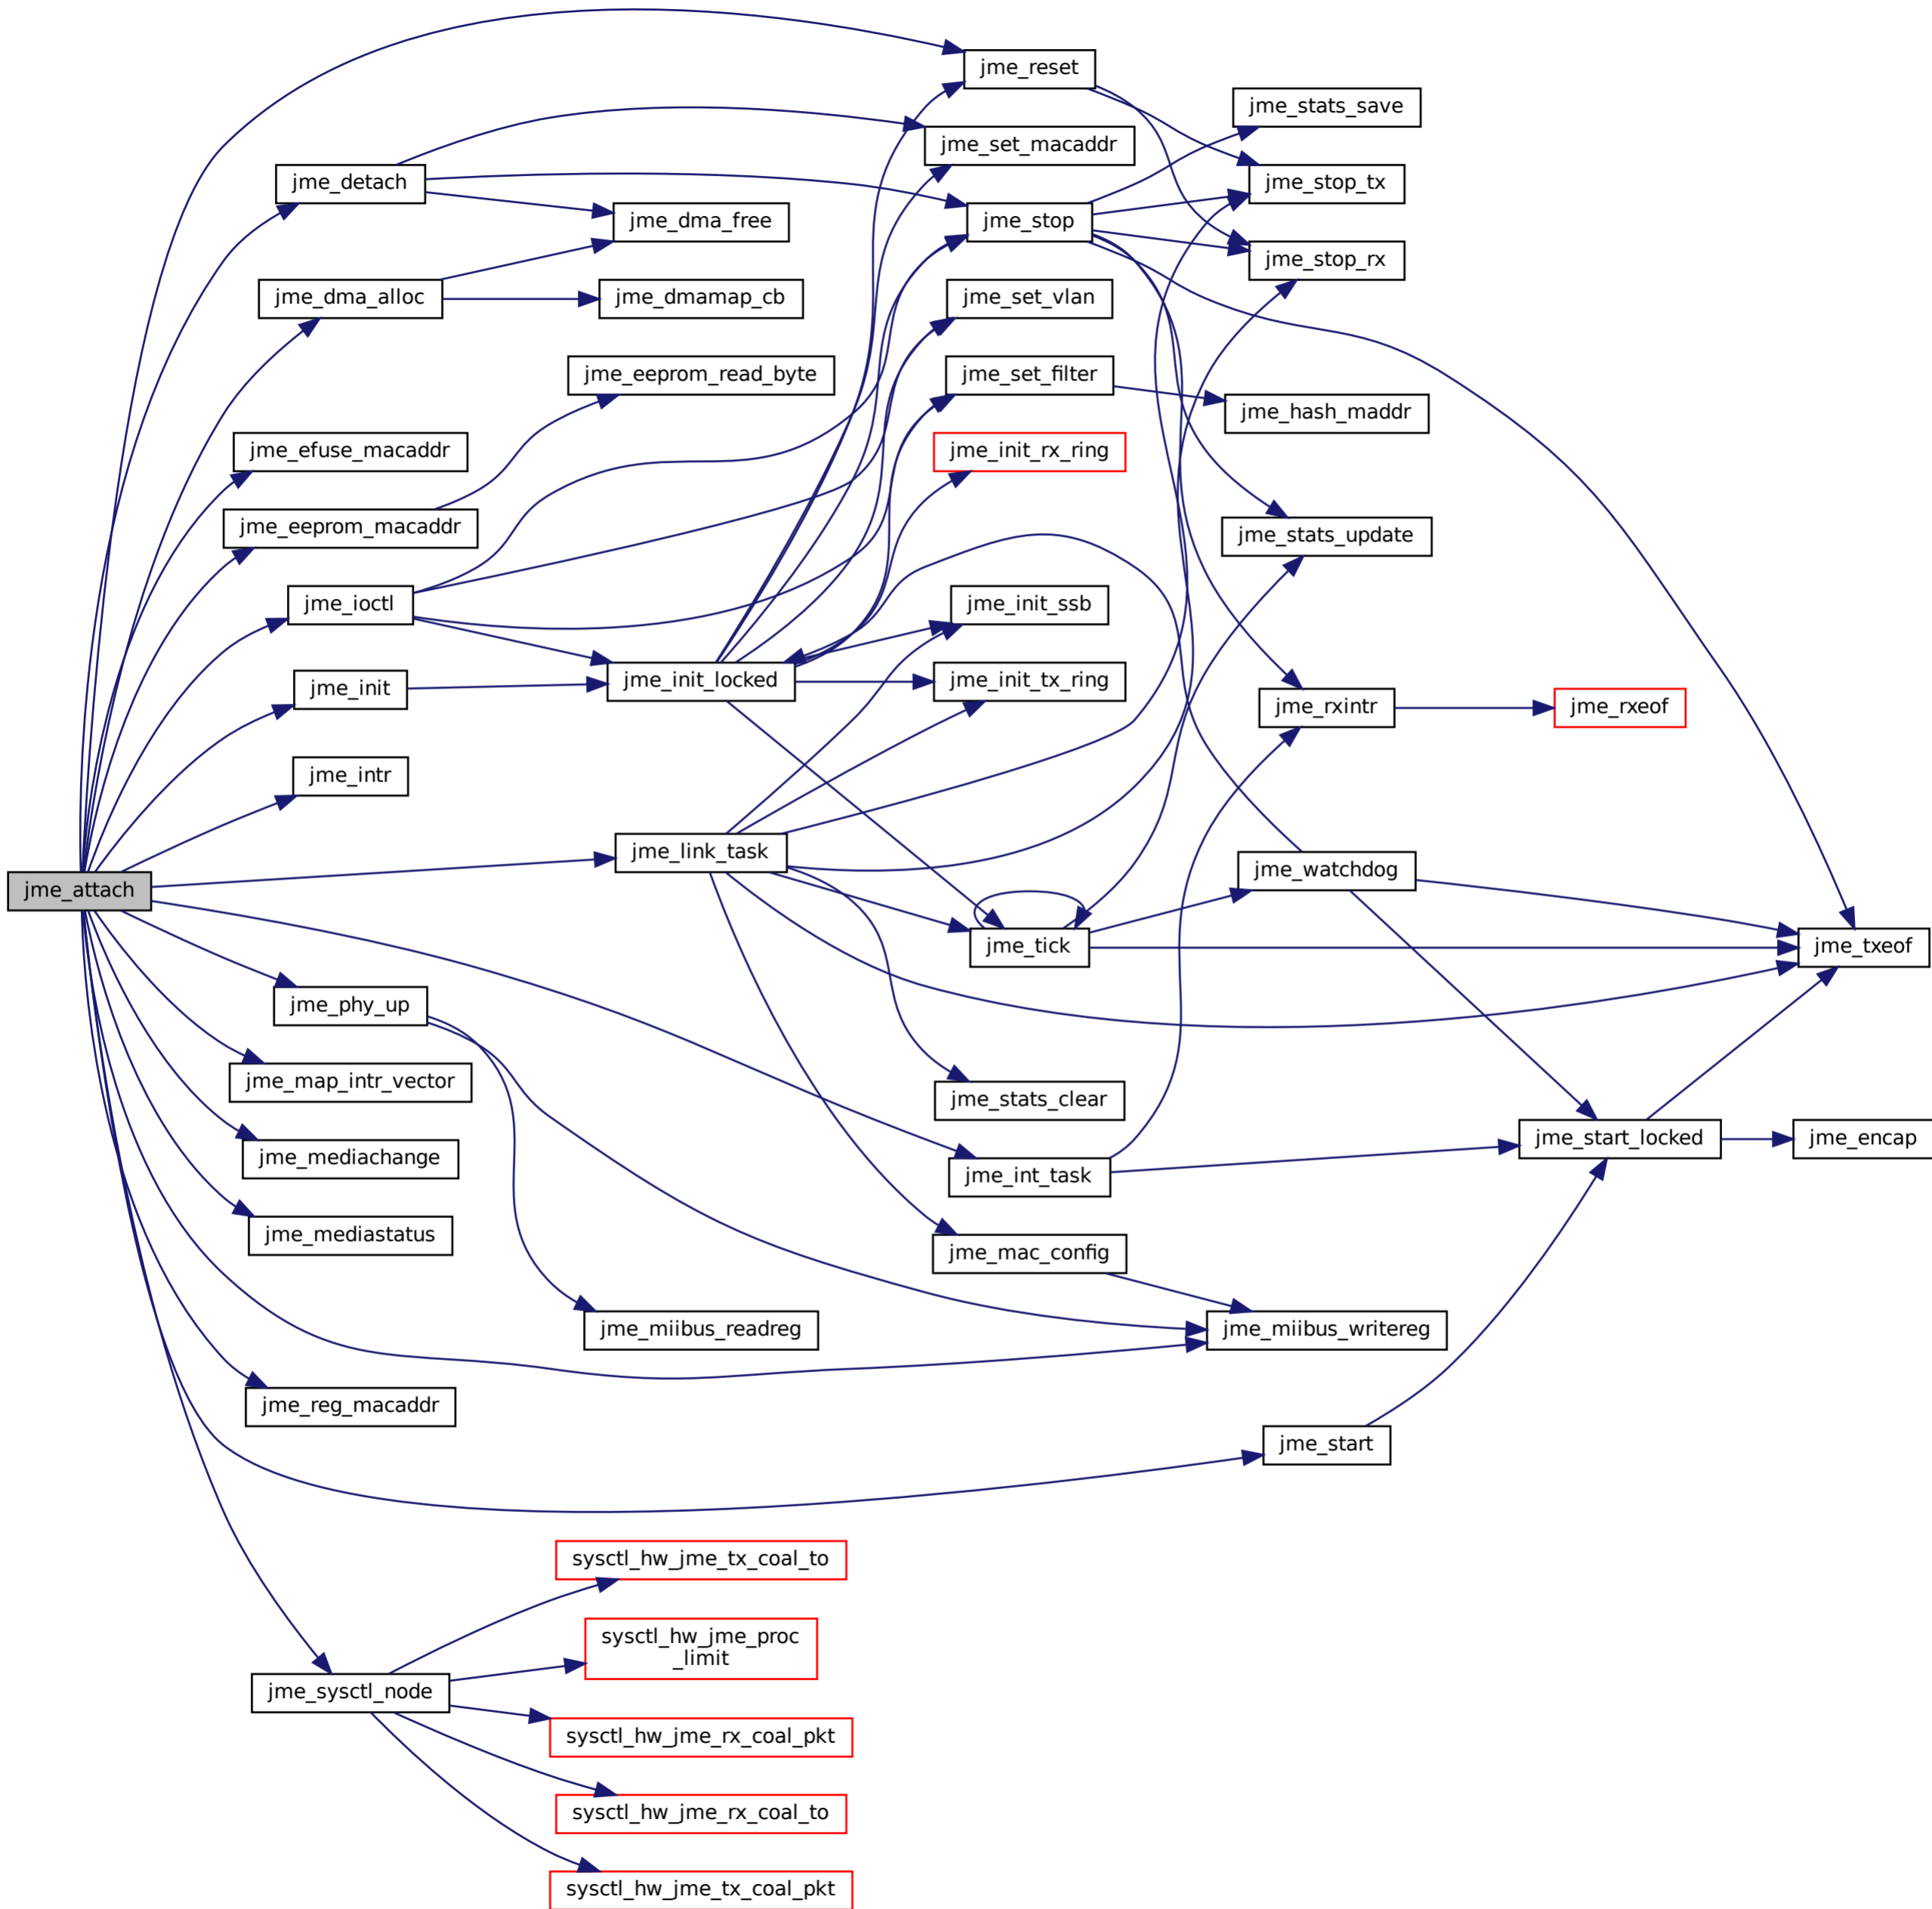 jme_reset
jme_stats_save
jme_set_macaddr
jme_detach
jme_stop_tx
jme_dma_free
jme_stop
jme_stop_rx
jme_dma_alloc
jme_dmamap_cb
jme_set_vlan
jme_eeprom_read_byte
jme_set_filter
jme_hash_maddr
jme_efuse_macaddr
jme_init_rx_ring
jme_eeprom_macaddr
jme_stats_update
jme_ioctl
jme_init_ssb
jme_init
jme_init_locked
jme_init_tx_ring
jme_rxintr
jme_rxeof
jme_intr
jme_link_task
jme_watchdog
jme_attach
jme_tick
jme_txeof
jme_phy_up
jme_map_intr_vector
jme_stats_clear
jme_start_locked
jme_encap
jme_mediachange
jme_int_task
jme_mediastatus
jme_mac_config
jme_miibus_readreg
jme_miibus_writereg
jme_reg_macaddr
jme_start
sysctl_hw_jme_tx_coal_to
sysctl_hw_jme_proc
_limit
jme_sysctl_node
sysctl_hw_jme_rx_coal_pkt
sysctl_hw_jme_rx_coal_to
sysctl_hw_jme_tx_coal_pkt